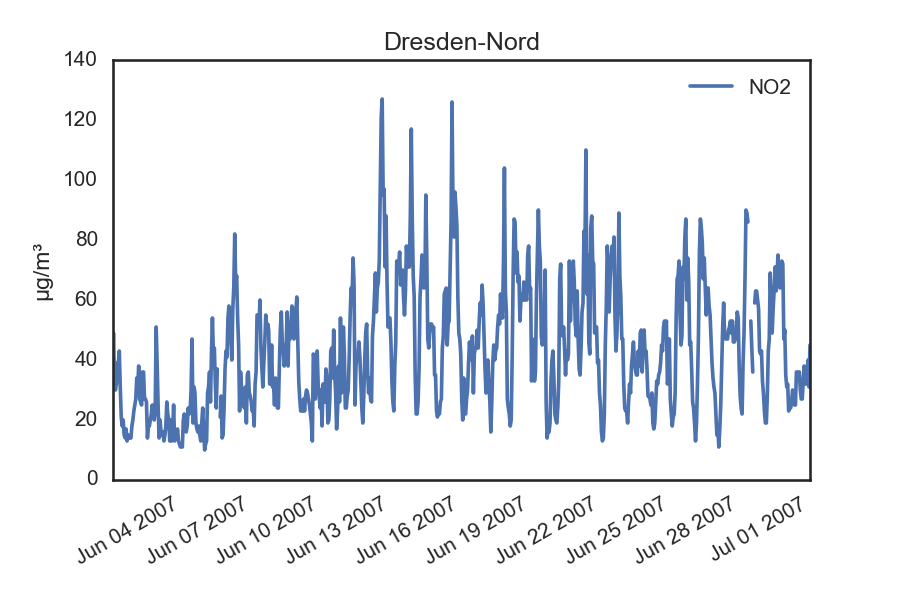 Dresden-Nord
140
120
100
80
60
40
20
0
µg/m³
NO2
Jun 04 2007
Jun 07 2007
Jun 10 2007
Jun 13 2007
Jun 16 2007
Jun 19 2007
Jun 22 2007
Jun 25 2007
Jun 28 2007
Jul 01 2007